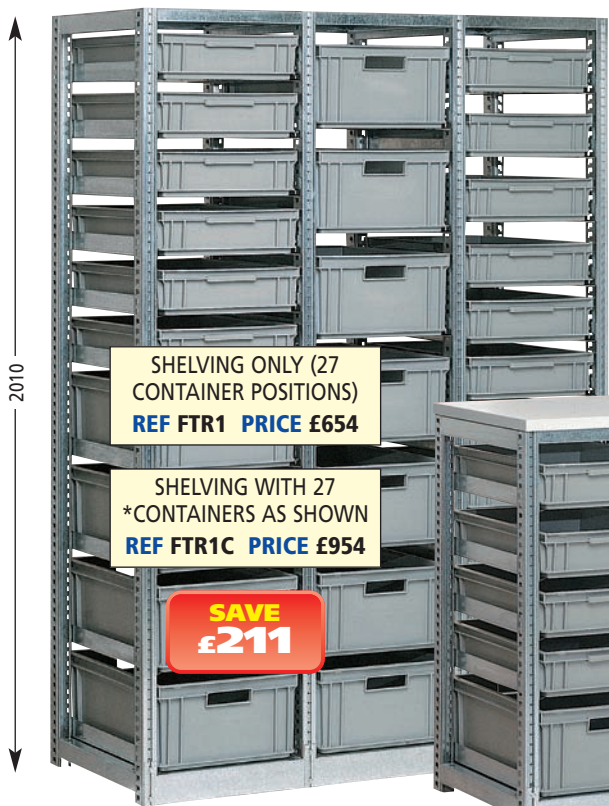 2010
SHELVING ONLY (27
CONTAINER POSITIONS)
REF FTR1 PRICE £654
SHELVING WITH 27
*CONTAINERS AS SHOWN
REF FTR1C PRICE £954
SAVE
£211